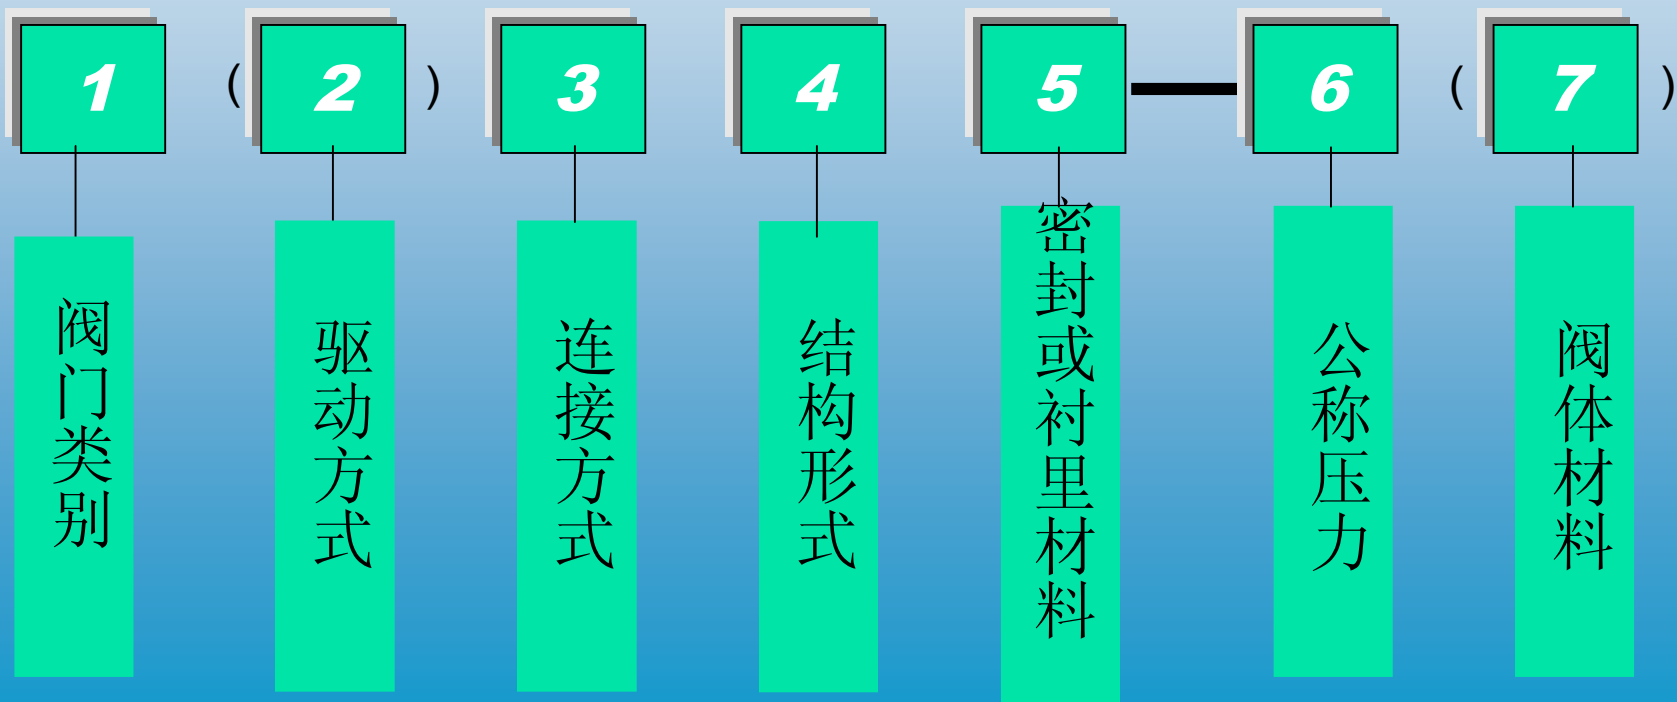 1 (2) 3 4 5—6 (7)
阀门类别
驱动方式
连接方式
结构形式
密封或衬里材料
公称压力
阀体材料